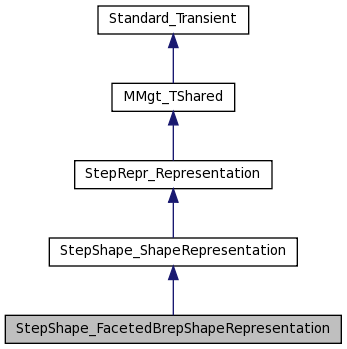 Standard_Transient
MMgt_TShared
StepRepr_Representation
StepShape_ShapeRepresentation
StepShape_FacetedBrepShapeRepresentation